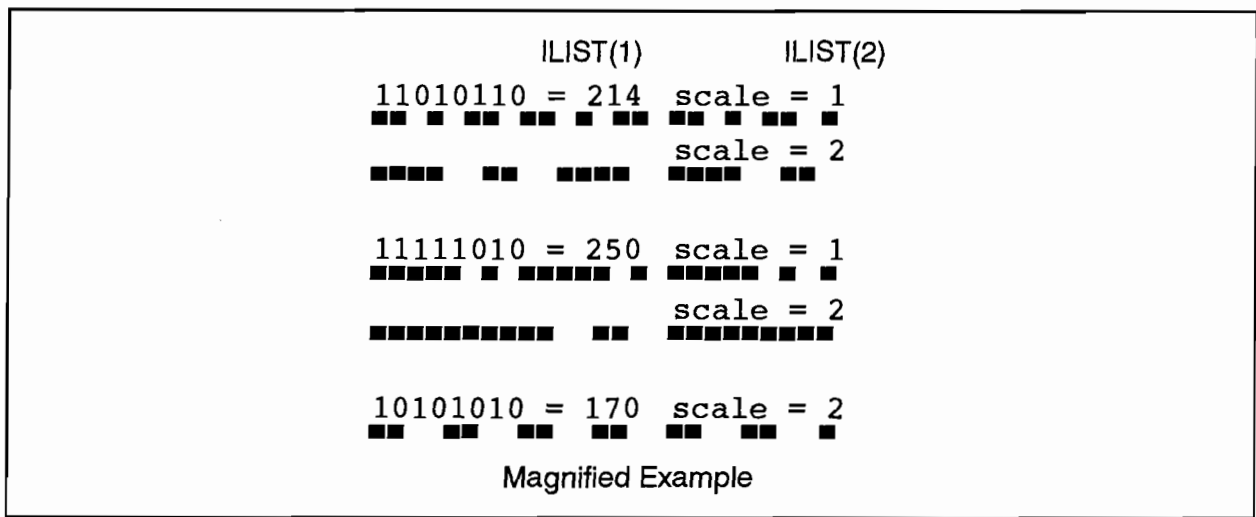 ILIST(1) ILIST(2)
11010110 = 214 scale = 1
scale = 2
11111010 = 250 scale = 1
scale = 2
10101010 = 170 scale = 2
Magnified Example